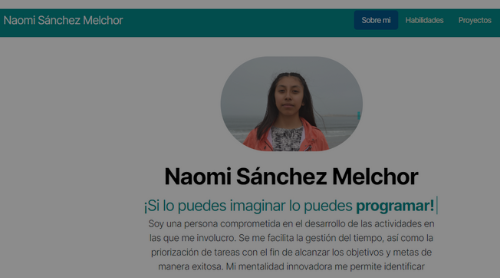 Naomi Sánchez Melchor
Sobre mi Habilidades Proyectos
Naomi Sánchez Melchor
¡Si lo puedes imaginar lo puedes programar!
Soy una persona comprometida en el desarrollo de las actividades en
las que me involucro. Se me facilita la gestión del tiempo, así como la
priorización de tareas con el fin de alcanzar los objetivos y metas de
manera exitosa. Mi mentalidad innovadora me permite identificar